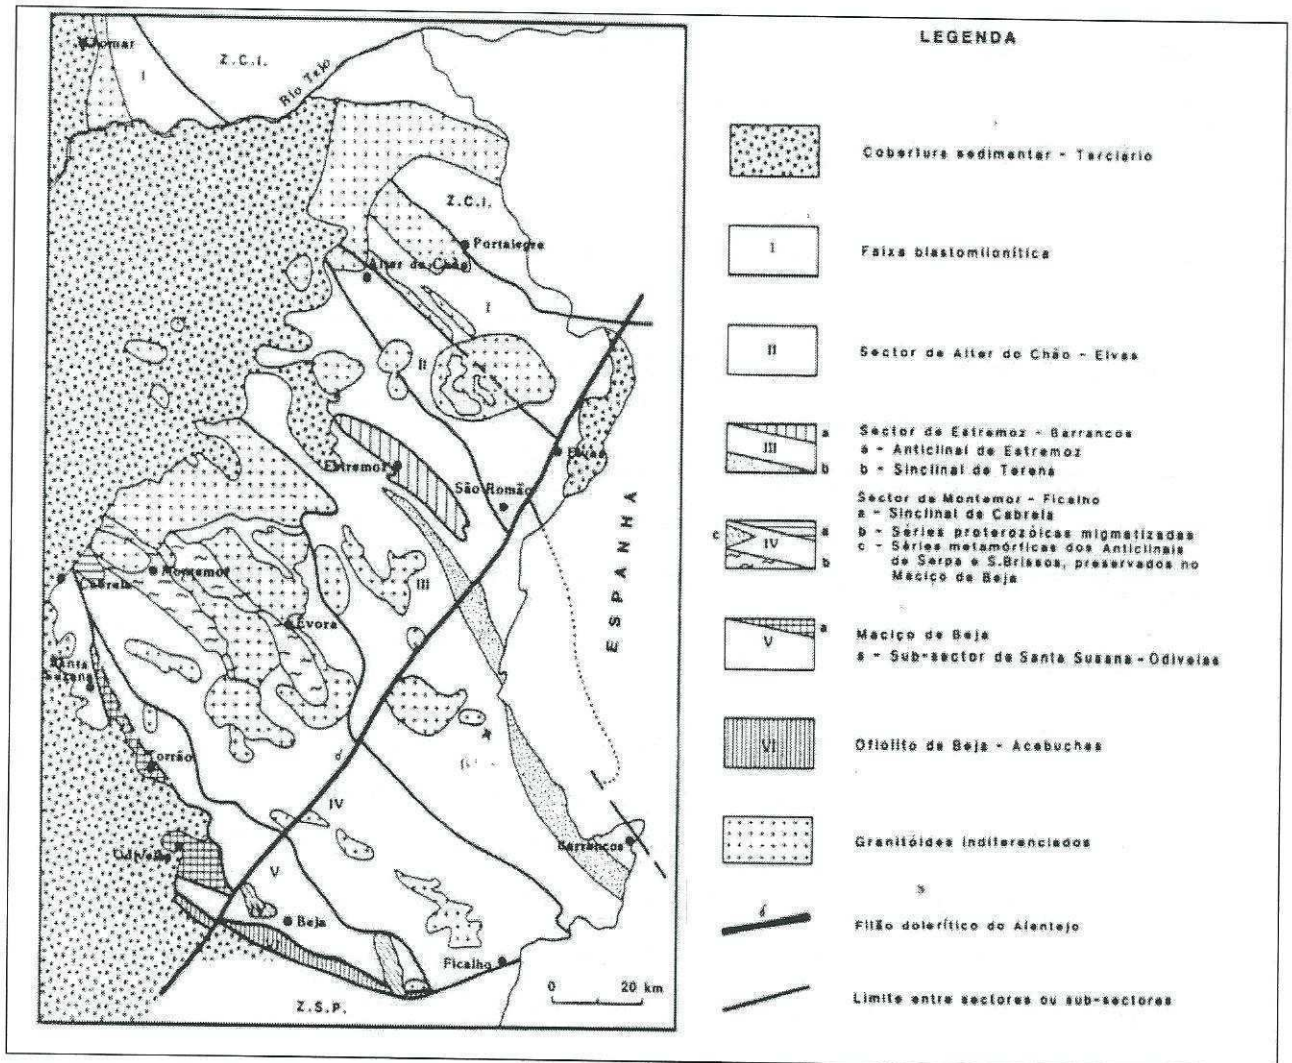 Z.C.I.
I
Rio Tejo
Z.C.I.
Portalegre
Alter do Chão
I
II
Elvas
Estremoz
São Romão
ESPANHA
Montemor
Cabrela
III
Évora
Santa
Torrão
δ
IV
Barrancos
V
IV
Beja
Ficalho
0 20 km
Z.S.P.
LEGENDA
Cobertura sedimentar - Terciário
I
Faixa blastomilonítica
II
Sector de Alter do Chão - Elvas
III a b
Sector de Estremoz - Barrancos
a - Anticlinal de Estremoz
b - Sinclinal de Terena
c IV a b
Sector de Montemor - Ficalho
a - Sinclinal de Cabrela
b - Séries proterozóicas migmatizadas
c - Séries metamórficas dos Anticlinais
de Serpa e S.Brissos, preservados no
Maciço de Beja
V a
Maciço de Beja
a - Sub-sector de Santa Susana - Odivelas
VI
Ofiolito de Beja - Acebuches
Granitóides indiferenciados
δ
Filão dolerítico do Alentejo
Limite entre sectores ou sub-sectores